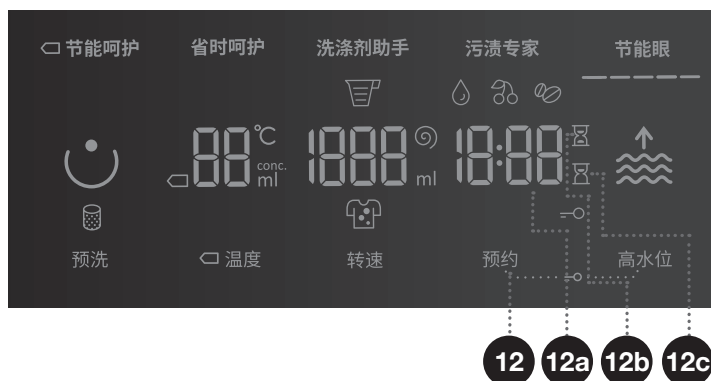 节能呵护 省时呵护 洗涤剂助手 污渍专家 节能眼
88 °C conc. ml 1888 ml 18:88
预洗 温度 转速 预约 高水位
12 12a 12b 12c